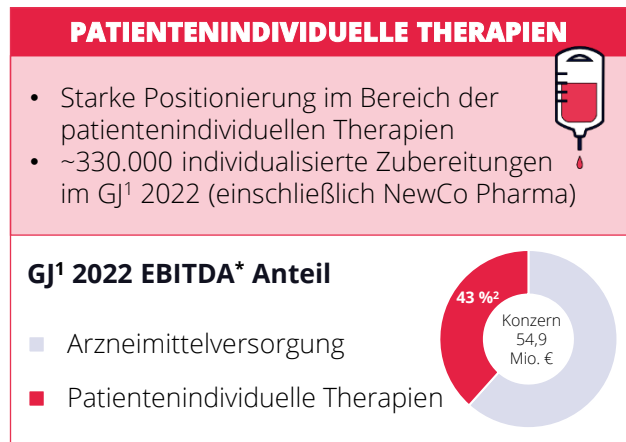 PATIENTENINDIVIDUELLE THERAPIEN
• Starke Positionierung im Bereich der
patientenindividuellen Therapien
• ~330.000 individualisierte Zubereitungen
im GJ¹ 2022 (einschließlich NewCo Pharma)
GJ¹ 2022 EBITDA* Anteil
Arzneimittelversorgung
Patientenindividuelle Therapien
43 %²
Konzern
54,9
Mio. €